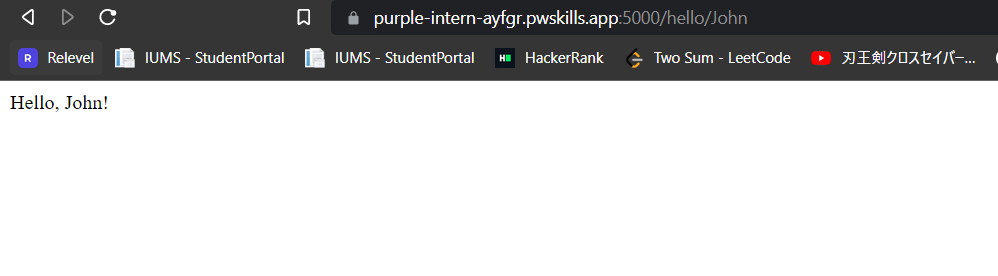 purple-intern-ayfgr.pwskills.app:5000/hello/John
R Relevel IUMS - StudentPortal IUMS - StudentPortal H HackerRank Two Sum - LeetCode 刃王剣クロスセイバー...
Hello, John!